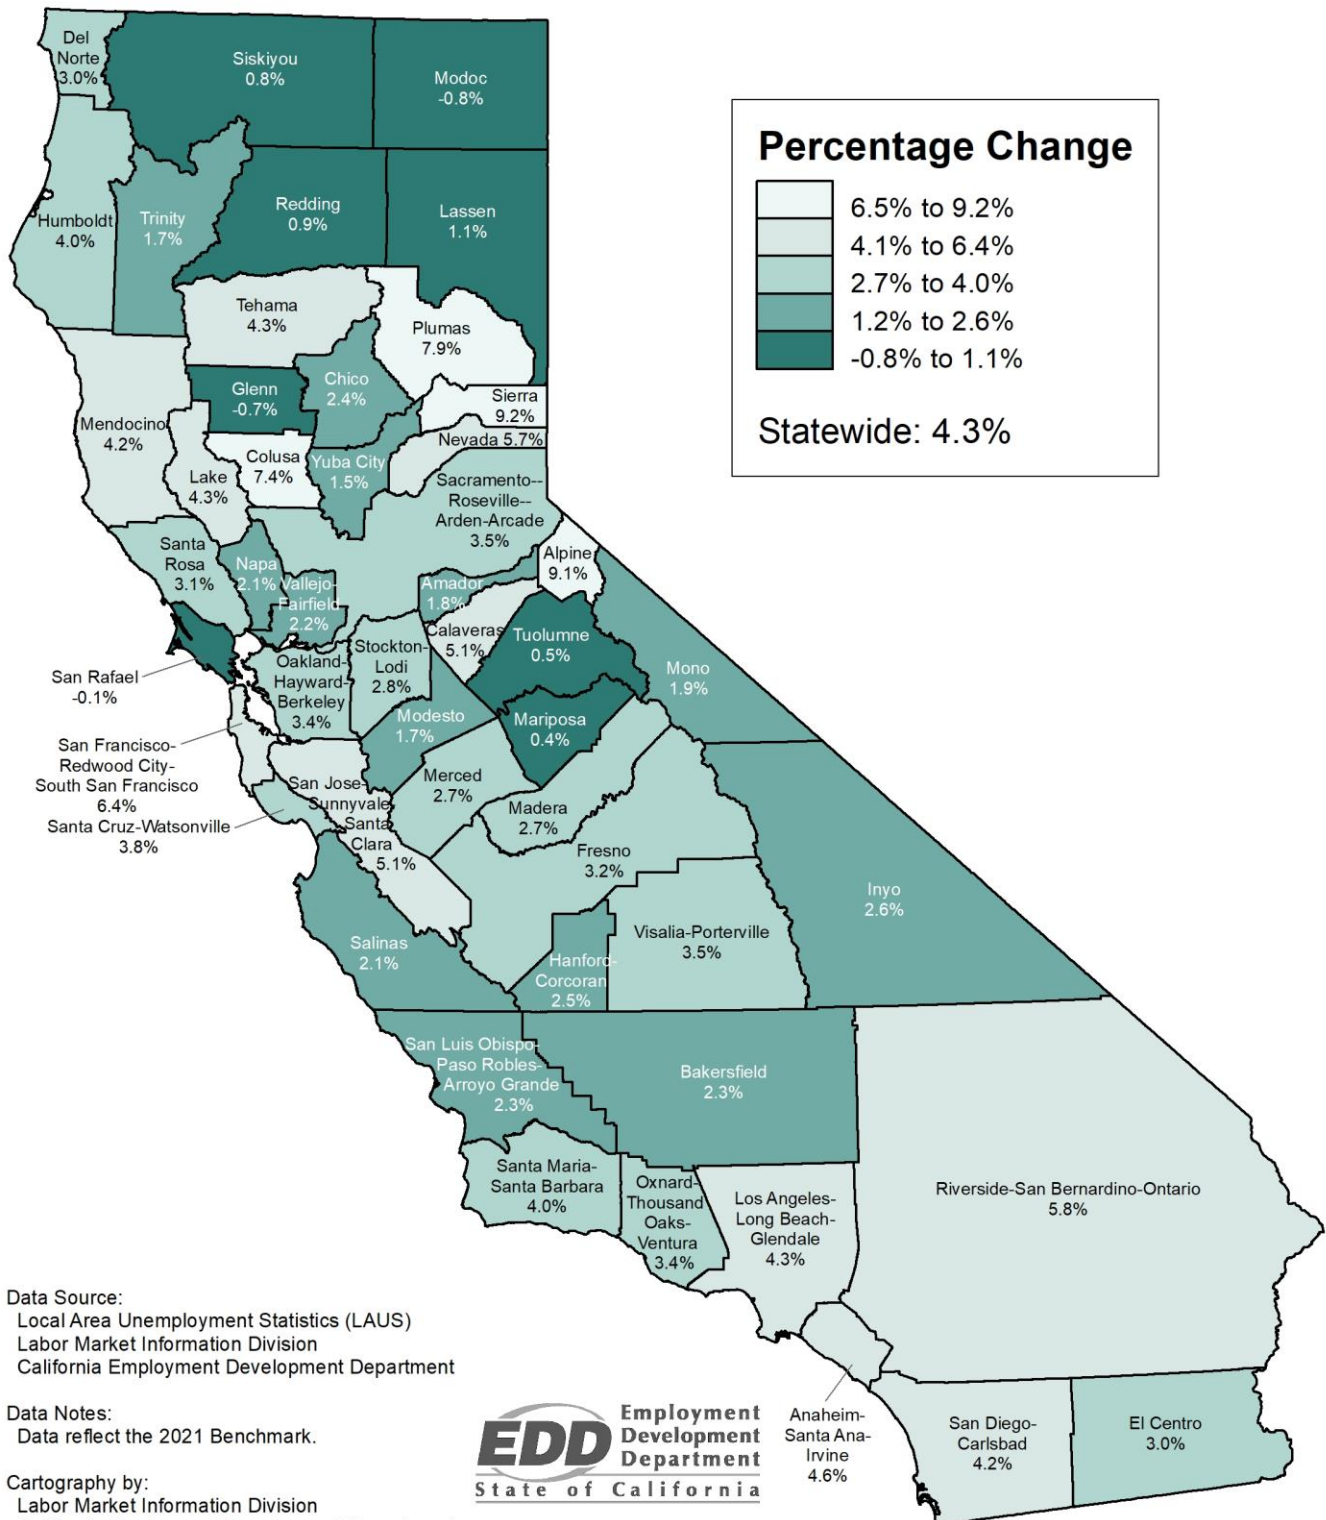 Del
Norte
3.0%
Siskiyou
0.8%
Modoc
-0.8%
Percentage Change
6.5% to 9.2%
4.1% to 6.4%
2.7% to 4.0%
1.2% to 2.6%
-0.8% to 1.1%
Statewide: 4.3%
Humboldt
4.0%
Trinity
1.7%
Redding
0.9%
Lassen
1.1%
Tehama
4.3%
Plumas
7.9%
Glenn
-0.7%
Chico
2.4%
Sierra
9.2%
Mendocino
4.2%
Nevada 5.7%
Lake
4.3%
Colusa
7.4%
Yuba City
1.5%
Sacramento--
Roseville--
Arden-Arcade
3.5%
Santa
Rosa
3.1%
Napa
2.1%
Vallejo-
Fairfield
2.2%
Amador
1.8%
Alpine
9.1%
Calaveras
5.1%
Tuolumne
0.5%
Mono
1.9%
San Rafael
-0.1%
Oakland-
Hayward-
Berkeley
3.4%
Stockton-
Lodi
2.8%
Modesto
1.7%
Mariposa
0.4%
San Francisco-
Redwood City-
South San Francisco
6.4%
Santa Cruz-Watsonville
3.8%
San Jose-
Sunnyvale-
Santa
Clara
5.1%
Merced
2.7%
Madera
2.7%
Fresno
3.2%
Inyo
2.6%
Salinas
2.1%
Hanford-
Corcoran
2.5%
Visalia-Porterville
3.5%
San Luis Obispo-
Paso Robles-
Arroyo Grande
2.3%
Bakersfield
2.3%
Santa Maria-
Santa Barbara
4.0%
Oxnard-
Thousand
Oaks-
Ventura
3.4%
Los Angeles-
Long Beach-
Glendale
4.3%
Riverside-San Bernardino-Ontario
5.8%
Anaheim-
Santa Ana-
Irvine
4.6%
San Diego-
Carlsbad
4.2%
El Centro
3.0%
Data Source:
Local Area Unemployment Statistics (LAUS)
Labor Market Information Division
California Employment Development Department
Data Notes:
Data reflect the 2021 Benchmark.
Cartography by:
Labor Market Information Division
EDD
Employment
Development
Department
State of California